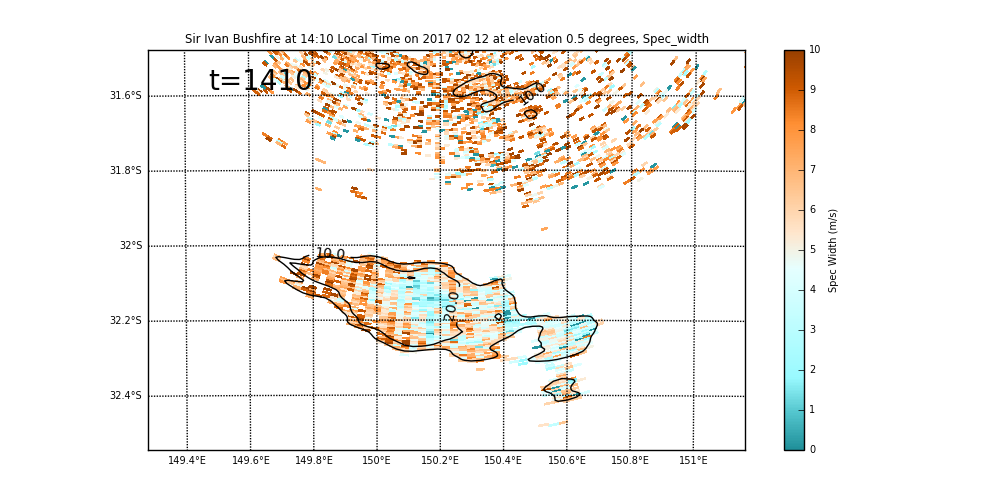 Sir Ivan Bushfire at 14:10 Local Time on 2017 02 12 at elevation 0.5 degrees, Spec_width
t=1410
31.6°S
31.8°S
32°S
32.2°S
32.4°S
10.0
10.0
20.0
149.4°E 149.6°E 149.8°E 150°E 150.2°E 150.4°E 150.6°E 150.8°E 151°E
10
9
8
7
6
5
4
3
2
1
0
Spec Width (m/s)